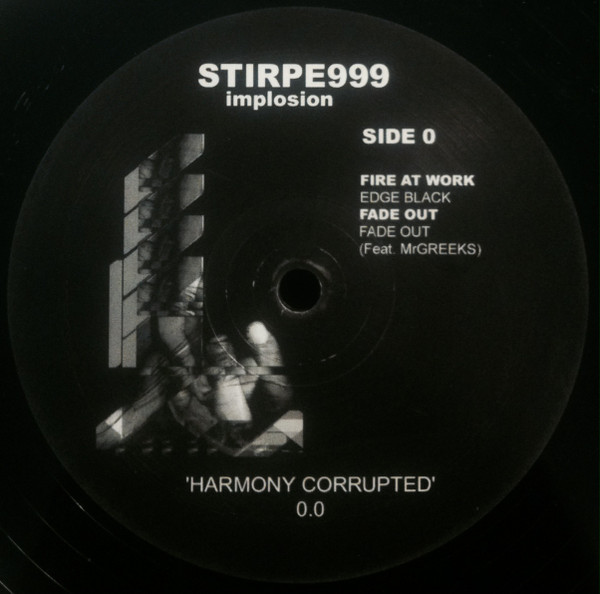 STIRPE999
implosion
SIDE 0
FIRE AT WORK
EDGE BLACK
FADE OUT
FADE OUT
(Feat. MrGREEKS)
'HARMONY CORRUPTED'
0.0